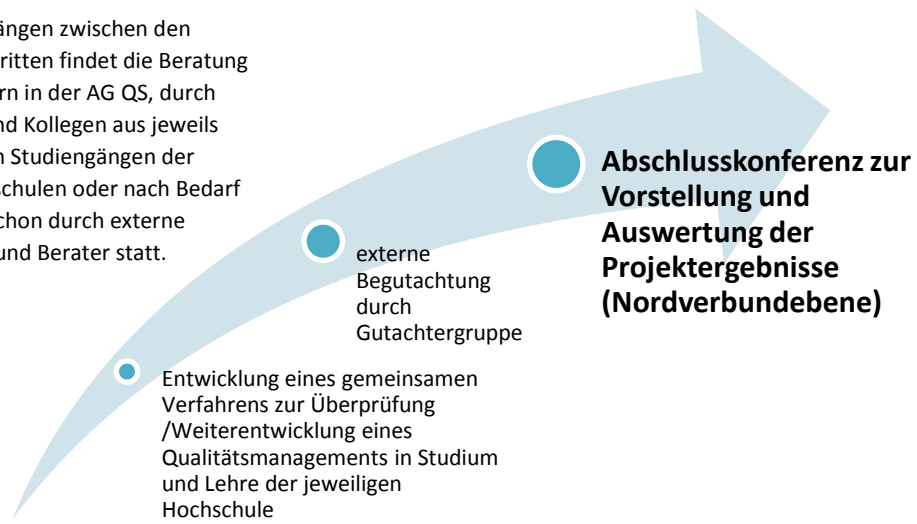 ängen zwischen den
ritten findet die Beratung
rn in der AG QS, durch
nd Kollegen aus jeweils
n Studiengängen der
schulen oder nach Bedarf
chon durch externe
und Berater statt.
externe
Begutachtung
durch
Gutachtergruppe
Abschlusskonferenz zur
Vorstellung und
Auswertung der
Projektergebnisse
(Nordverbundebene)
Entwicklung eines gemeinsamen
Verfahrens zur Überprüfung
/Weiterentwicklung eines
Qualitätsmanagements in Studium
und Lehre der jeweiligen
Hochschule